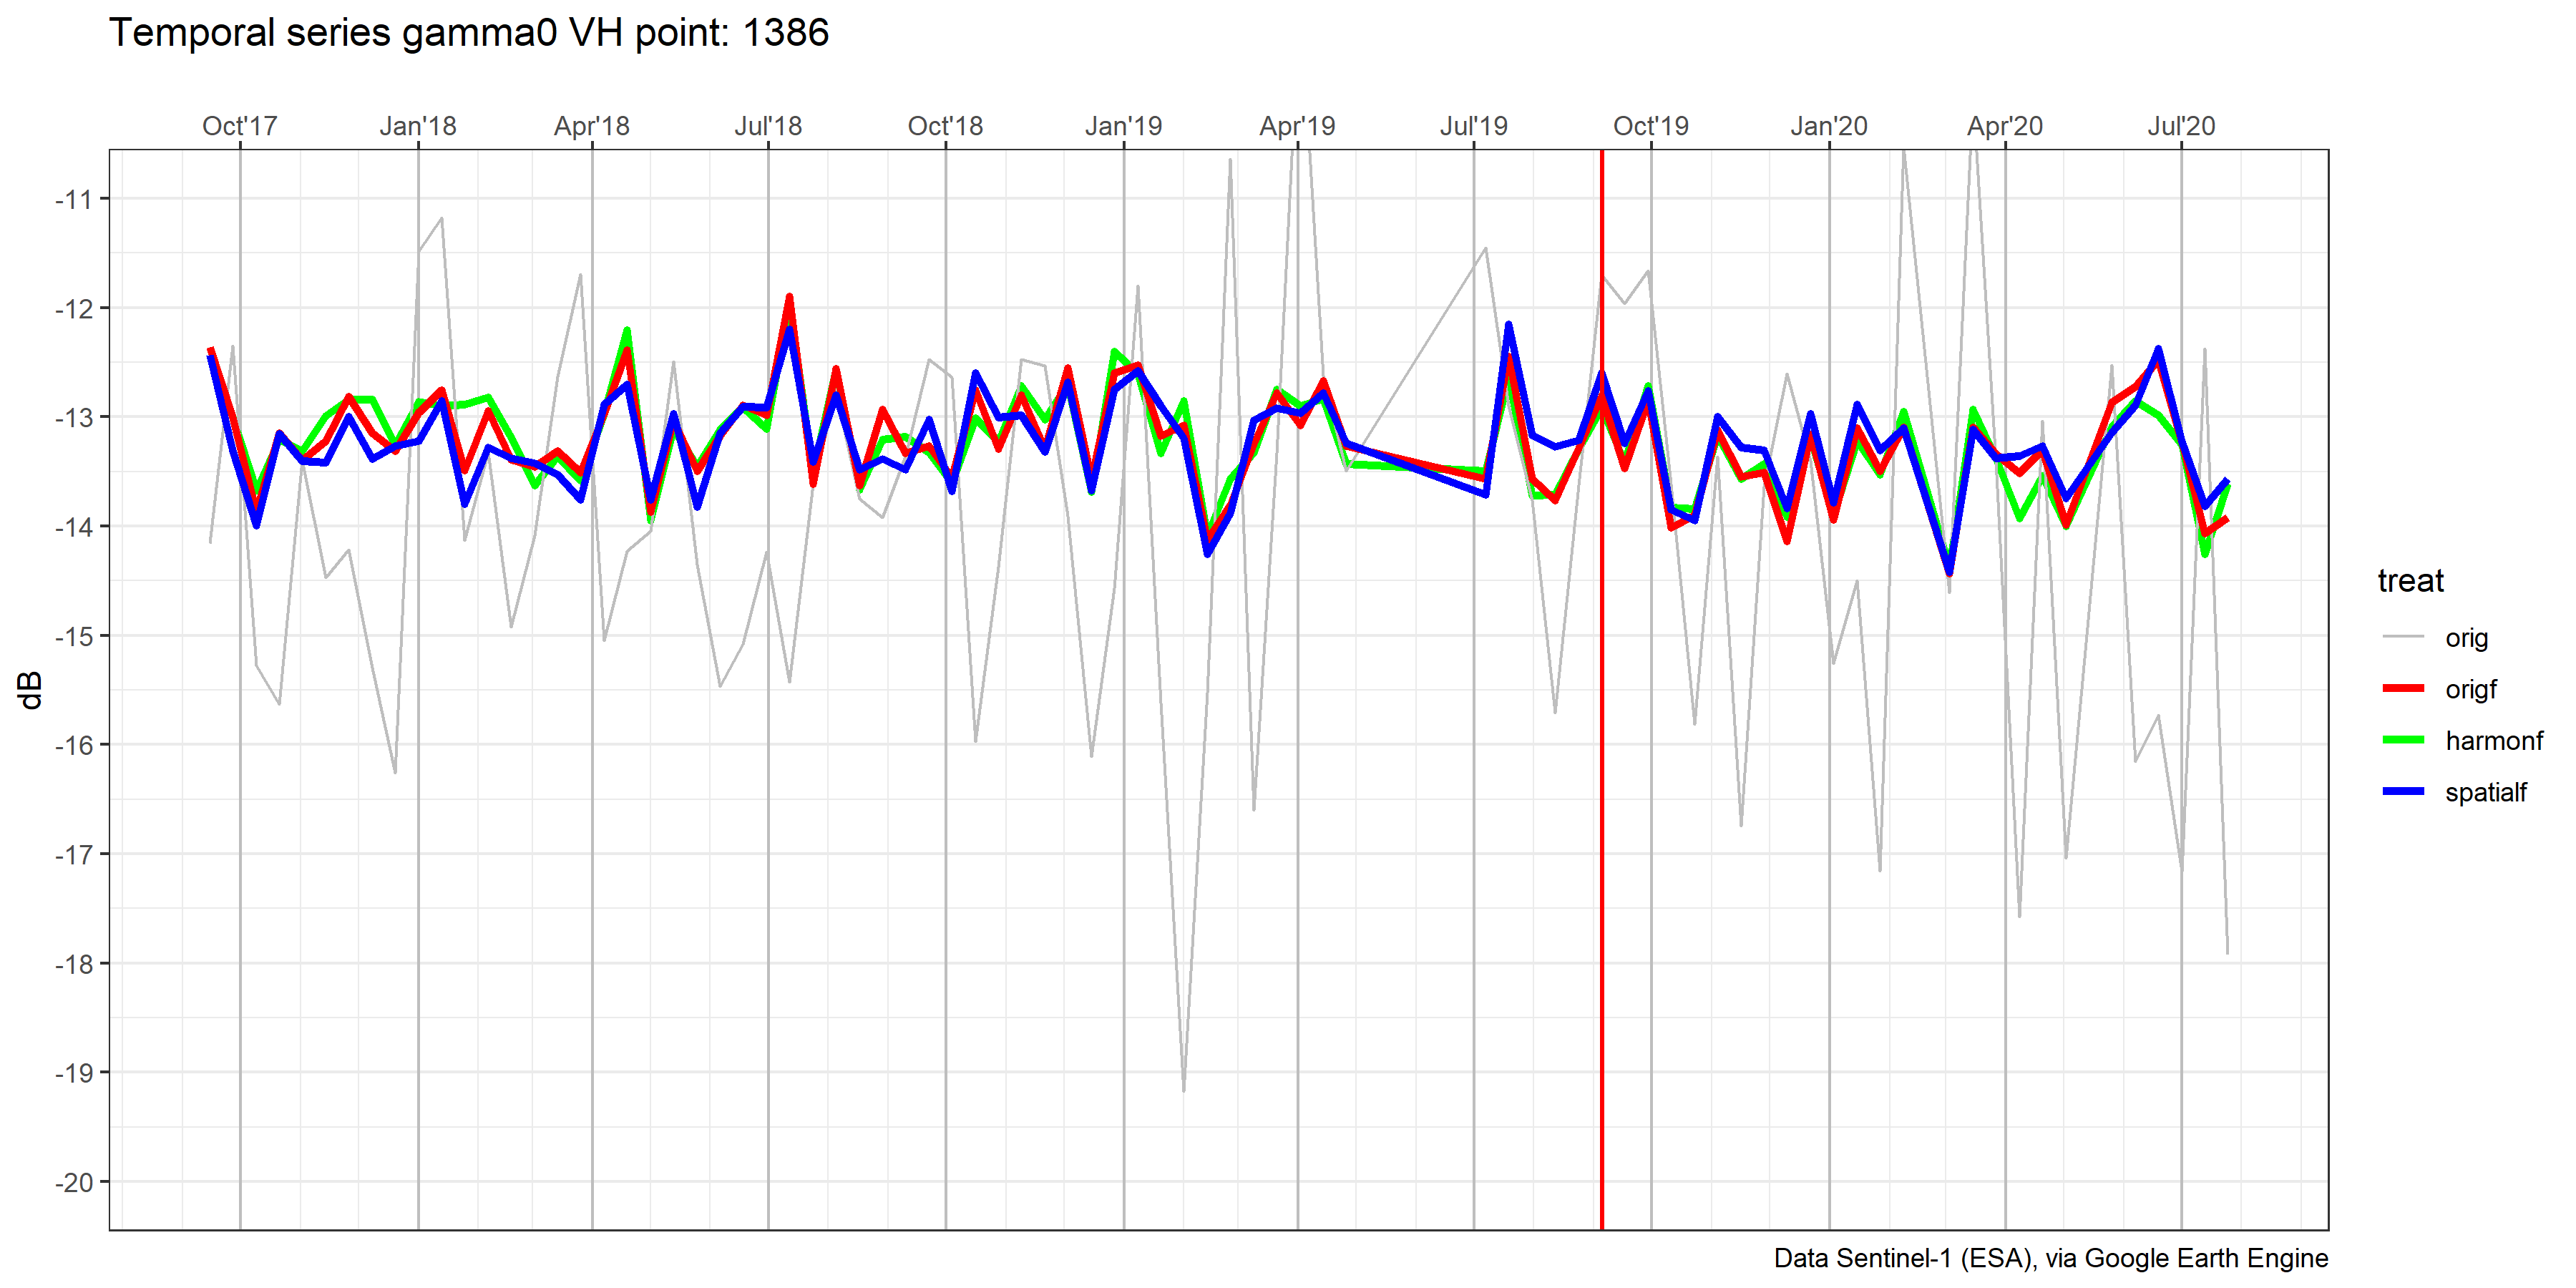 Temporal series gamma0 VH point: 1386
Oct'17 Jan'18 Apr'18 Jul'18 Oct'18 Jan'19 Apr'19 Jul'19 Oct'19 Jan'20 Apr'20 Jul'20
-11
-12
-13
-14
-15
-16
-17
-18
-19
-20
dB
treat
orig
origf
harmonf
spatialf
Data Sentinel-1 (ESA), via Google Earth Engine